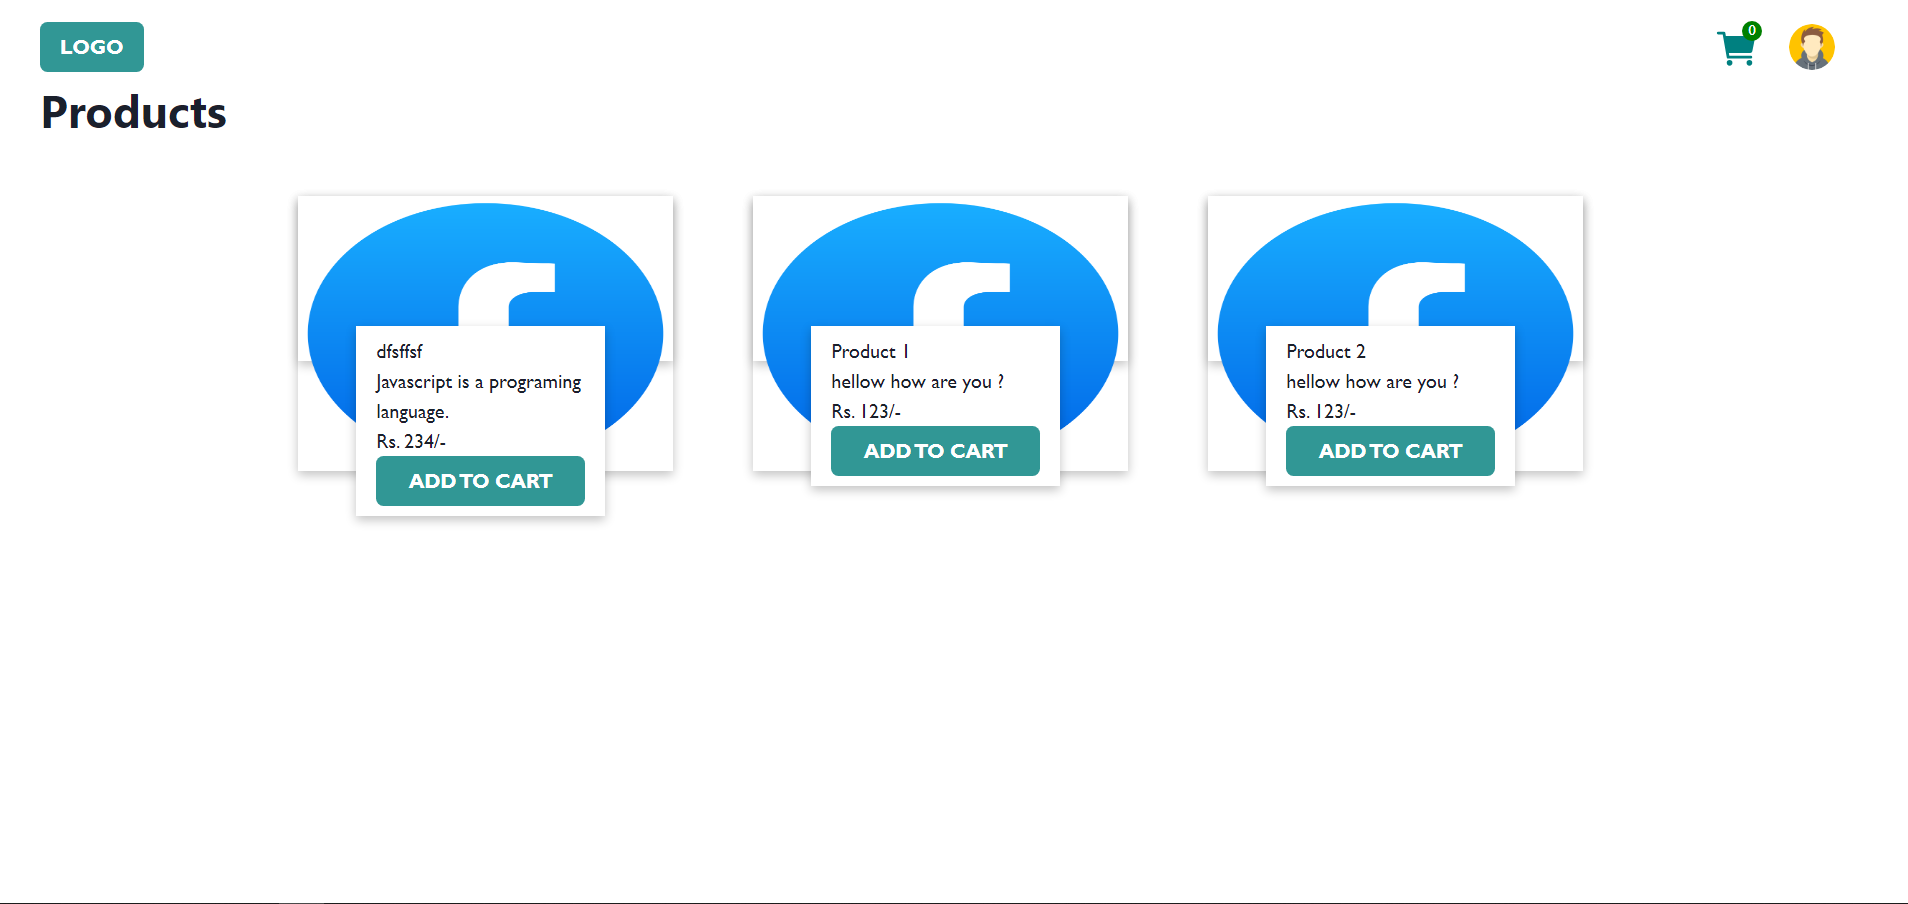 LOGO
0
Products
dfsffsf
Javascript is a programing
language.
Rs. 234/-
ADD TO CART
Product 1
hellow how are you ?
Rs. 123/-
ADD TO CART
Product 2
hellow how are you ?
Rs. 123/-
ADD TO CART